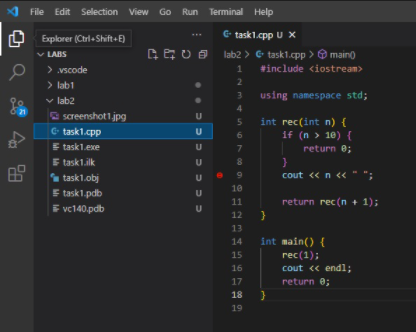 File Edit Selection View Go Run Terminal Help
Explorer (Ctrl+Shift+E)
LABS
.vscode
lab1
lab2
screenshot1.jpg U
task1.cpp U
task1.exe U
task1.ilk U
task1.obj U
task1.pdb U
vc140.pdb U
21
task1.cpp U
lab2 > task1.cpp > main()
1 #include <iostream>
2
3 using namespace std;
4
5 int rec(int n) {
6 if (n > 10) {
7 return 0;
8 }
9 cout << n << " ";
10
11 return rec(n + 1);
12 }
13
14 int main() {
15 rec(1);
16 cout << endl;
17 return 0;
18 }
19